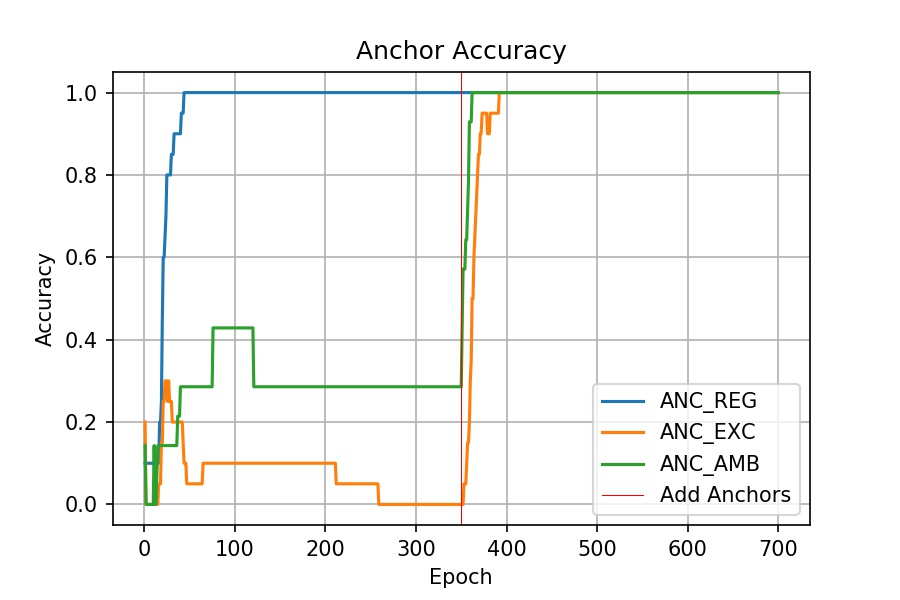 Anchor Accuracy
1.0
0.8
0.6
0.4
0.2
0.0
Accuracy
0 100 200 300 400 500 600 700
Epoch
ANC_REG
ANC_EXC
ANC_AMB
Add Anchors